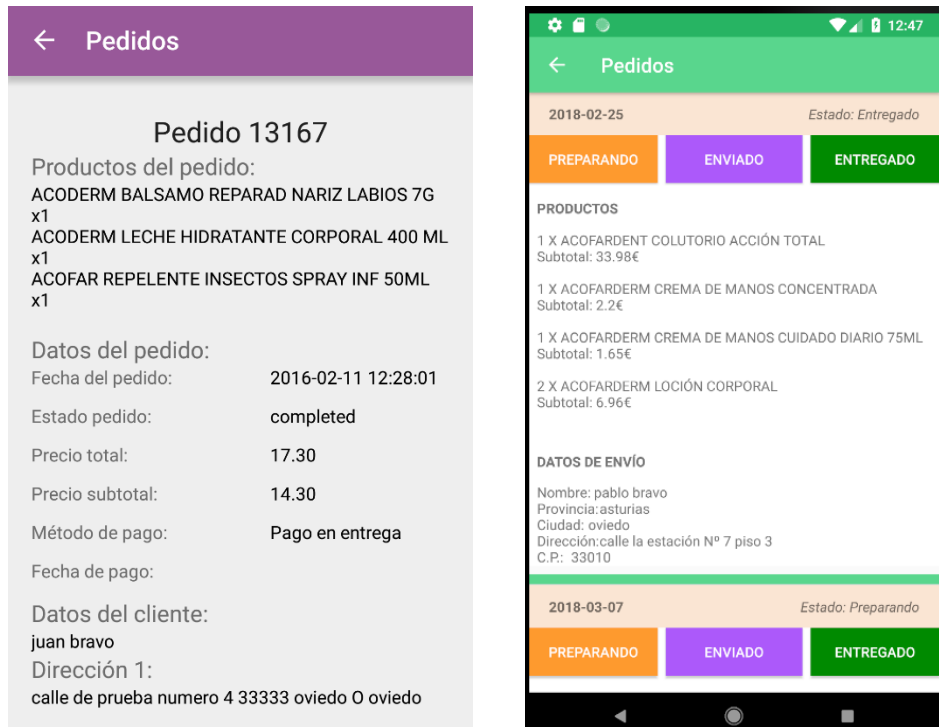 Pedidos
Pedido 13167
Productos del pedido:
ACODERM BALSAMO REPARAD NARIZ LABIOS 7G
x1
ACODERM LECHE HIDRATANTE CORPORAL 400 ML
x1
ACOFAR REPELENTE INSECTOS SPRAY INF 50ML
x1
Datos del pedido:
Fecha del pedido: 2016-02-11 12:28:01
Estado pedido: completed
Precio total: 17.30
Precio subtotal: 14.30
Método de pago: Pago en entrega
Fecha de pago:
Datos del cliente:
juan bravo
Dirección 1:
calle de prueba numero 4 33333 oviedo O oviedo
12:47
Pedidos
2018-02-25 Estado: Entregado
PREPARANDO ENVIADO ENTREGADO
PRODUCTOS
1 X ACOFARDENT COLUTORIO ACCIÓN TOTAL
Subtotal: 33.98€
1 X ACOFARDERM CREMA DE MANOS CONCENTRADA
Subtotal: 2.2€
1 X ACOFARDERM CREMA DE MANOS CUIDADO DIARIO 75ML
Subtotal: 1.65€
2 X ACOFARDERM LOCIÓN CORPORAL
Subtotal: 6.96€
DATOS DE ENVÍO
Nombre: pablo bravo
Provincia:asturias
Ciudad: oviedo
Dirección:calle la estación Nº 7 piso 3
C.P.: 33010
2018-03-07 Estado: Preparando
PREPARANDO ENVIADO ENTREGADO